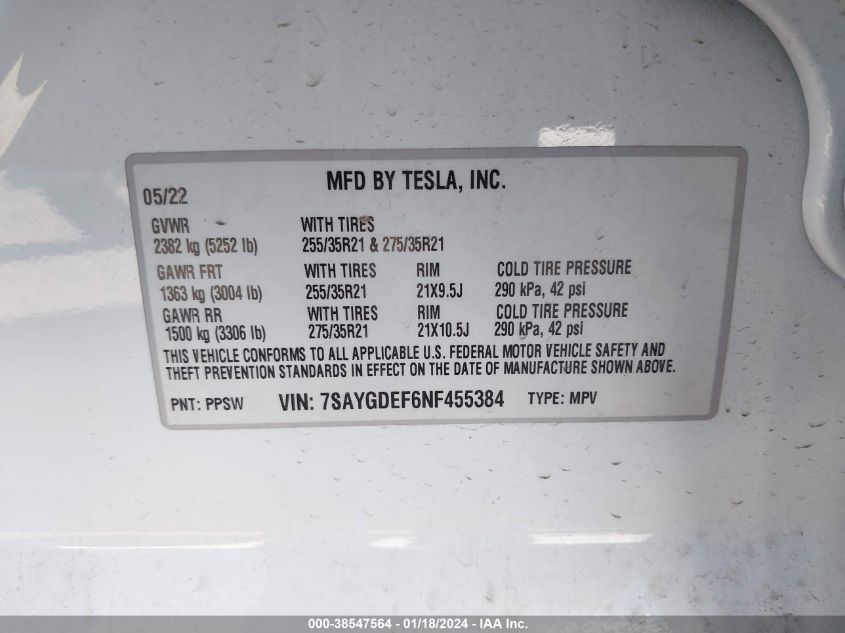 MFD BY TESLA, INC.
05/22
GVWR WITH TIRES
2382 kg (5252 lb) 255/35R21 & 275/35R21
GAWR FRT WITH TIRES RIM COLD TIRE PRESSURE
1363 kg (3004 lb) 255/35R21 21X9.5J 290 kPa, 42 psi
GAWR RR WITH TIRES RIM COLD TIRE PRESSURE
1500 kg (3306 lb) 275/35R21 21X10.5J 290 kPa, 42 psi
THIS VEHICLE CONFORMS TO ALL APPLICABLE U.S. FEDERAL MOTOR VEHICLE SAFETY AND
THEFT PREVENTION STANDARDS IN EFFECT ON THE DATE OF MANUFACTURE SHOWN ABOVE.
PNT: PPSW VIN: 7SAYGDEF6NF455384 TYPE: MPV
000-38547564 - 01/18/2024 - IAA Inc.